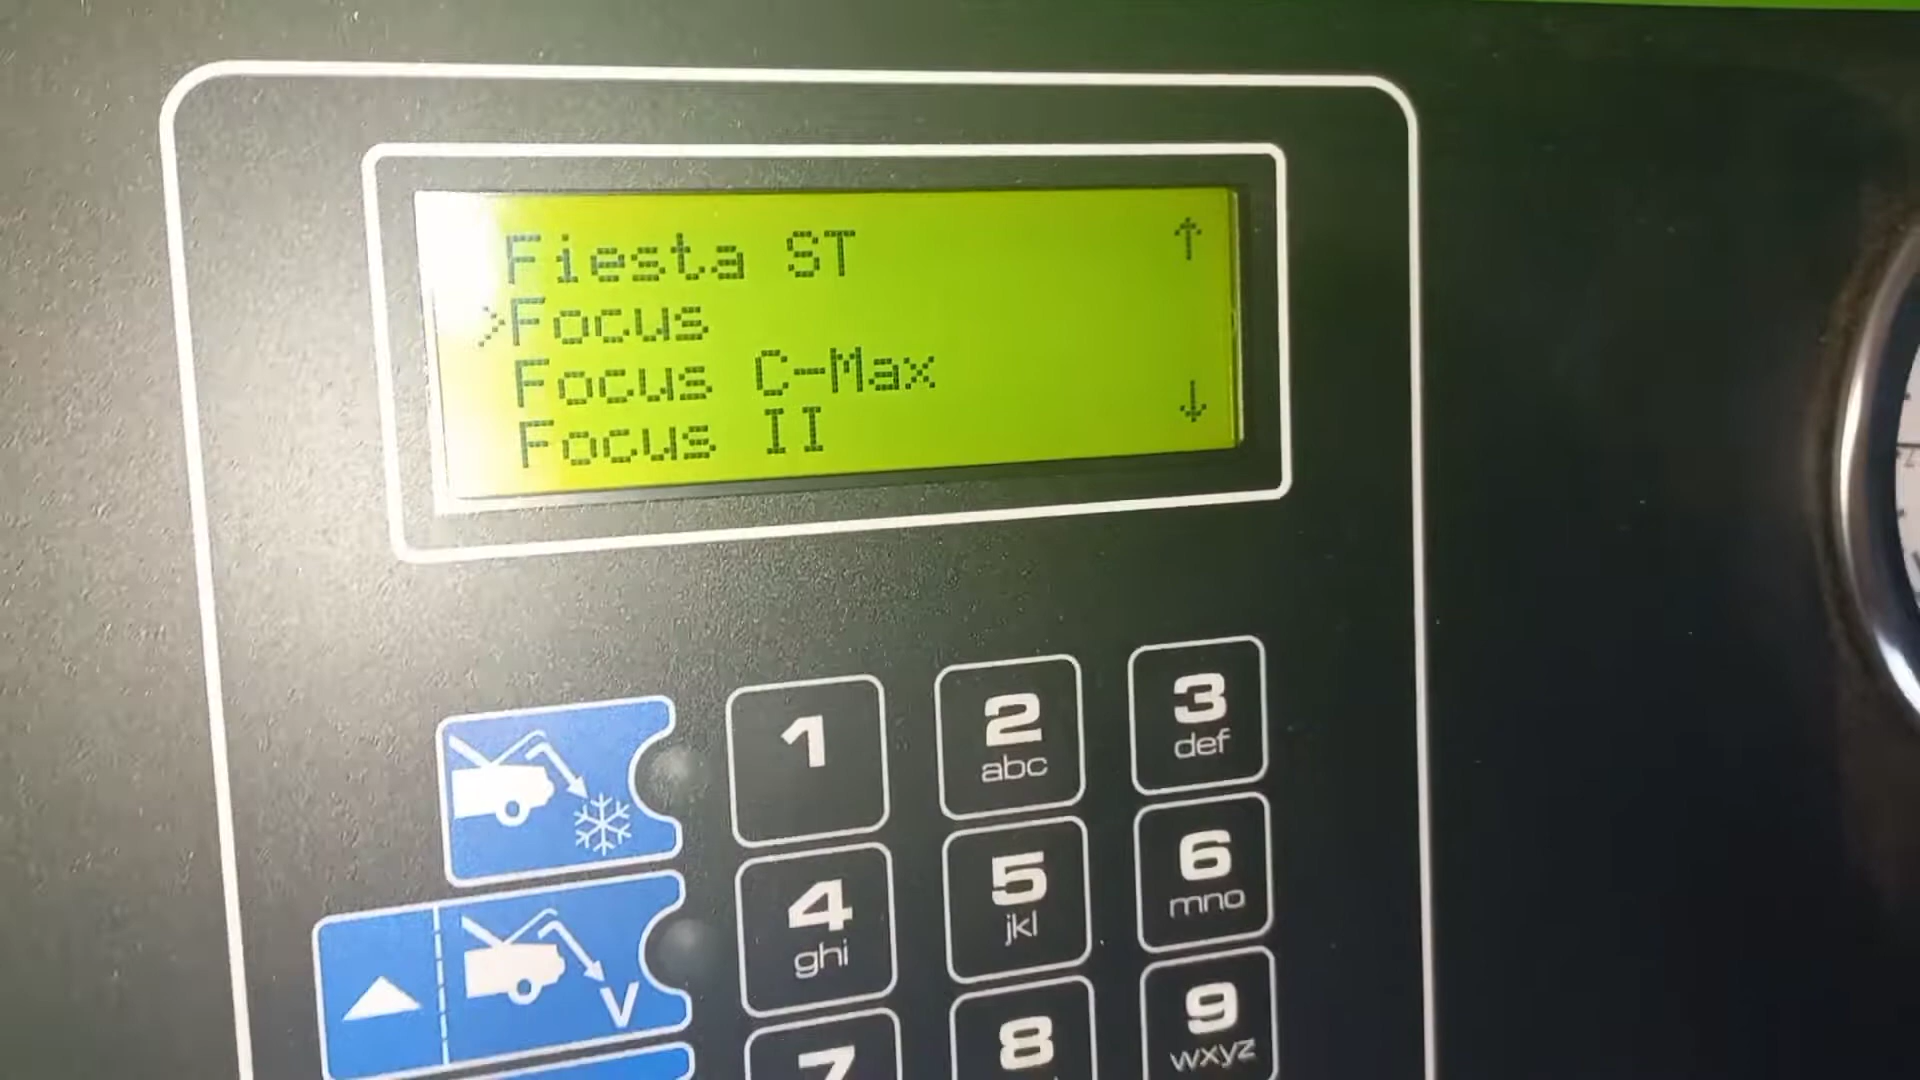 Fiesta ST ↑
>Focus
Focus C-Max
Focus II ↓
1
2
abc
3
def
4
ghi
5
jkl
6
mno
V
7
8
9
wxyz